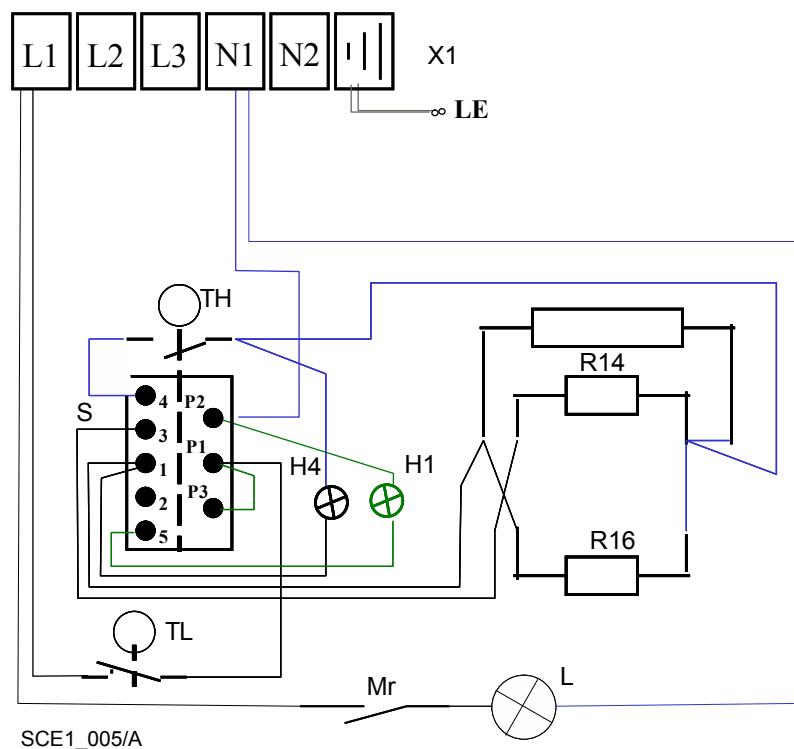 L1 L2 L3 N1 N2 X1
LE
TH
R14
S 4 P2
3
1 P1 H4 H1
2 P3
5
R16
TL
Mr L
SCE1_005/A